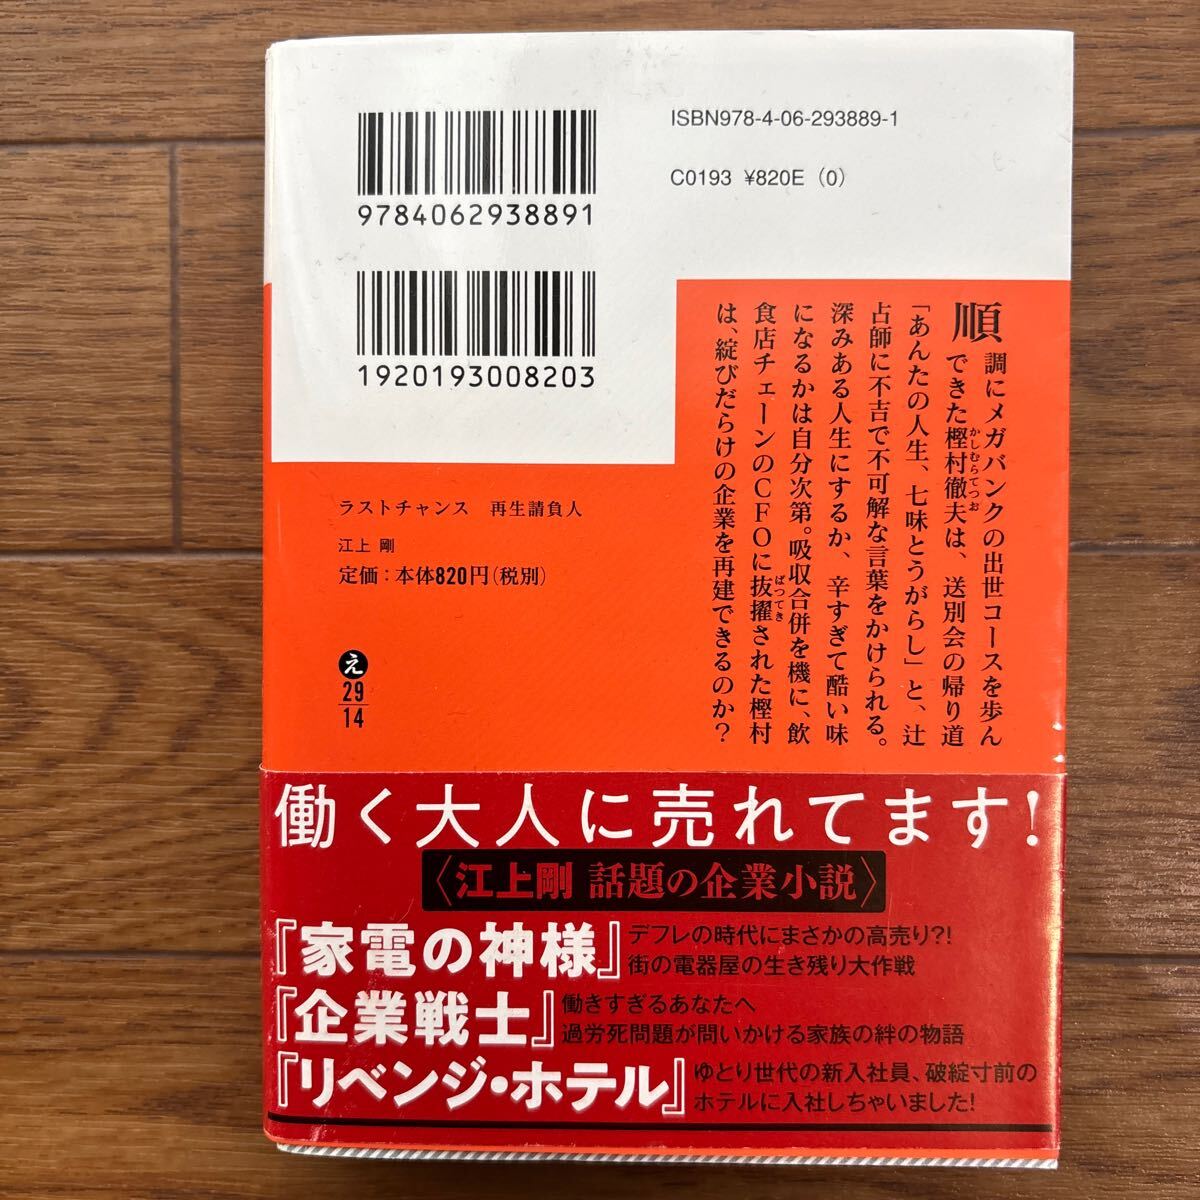 9784062938891
ISBN978-4-06-293889-1
C0193 ¥820E (0)
1920193008203
順調にメガバンクの出世コースを歩ん
できた樫村徹夫は、送別会の帰り道
かしむらてつお
「あんたの人生、七味とうがらし」と、辻
占師に不吉で不可解な言葉をかけられる。
深みある人生にするか、辛すぎて酷い味
になるかは自分次第。吸収合併を機に、飲
食店チェーンのCFOに抜擢された樫村
ばってき
は、綻びだらけの企業を再建できるのか?
ラストチャンス 再生請負人
江上 剛
定価:本体820円(税別)
え
29
14
働く大人に売れてます!
〈江上剛 話題の企業小説〉
『家電の神様』
デフレの時代にまさかの高売り?!
街の電器屋の生き残り大作戦
『企業戦士』
働きすぎるあなたへ
過労死問題が問いかける家族の絆の物語
『リベンジ・ホテル』
ゆとり世代の新入社員、破綻寸前の
ホテルに入社しちゃいました!